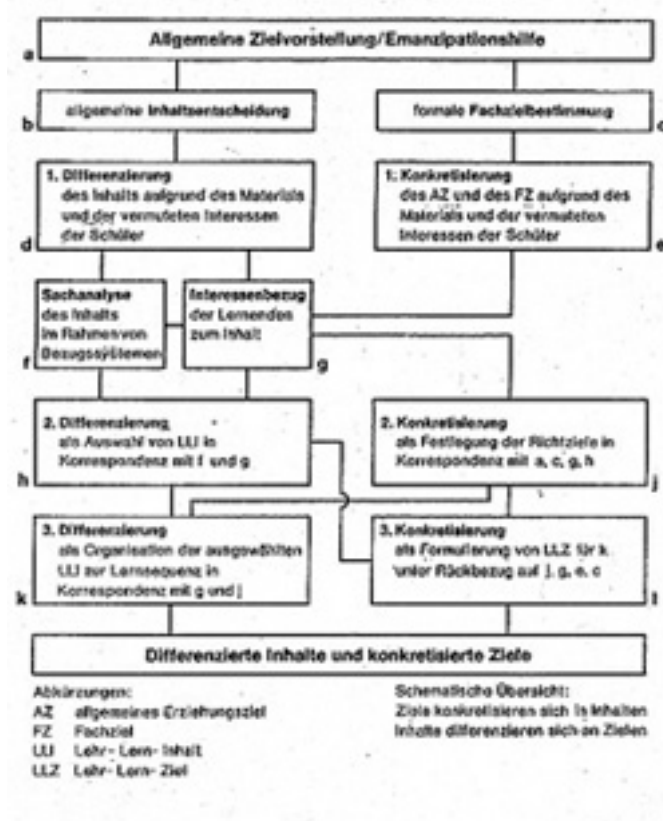 Allgemeine Zielvorstellung/Emanzipationshilfe
a
allgemeine Inhaltsentscheidung
b
formale Fachzielbestimmung
c
1. Differenzierung
des Inhalts aufgrund des Materials
und der vermuteten Interessen
der Schüler
d
1. Konkretisierung
des AZ und des FZ aufgrund des
Materials und der vermuteten
Interessen der Schüler
e
Sachanalyse
des Inhalts
im Rahmen von
Bezugssystemen
f
Interessenbezug
der Lernenden
zum Inhalt
g
2. Differenzierung
als Auswahl von LLI in
Korrespondenz mit f und g
h
2. Konkretisierung
als Festlegung der Richtziele in
Korrespondenz mit a, c, g, h
j
3. Differenzierung
als Organisation der ausgewählten
LLI zur Lernsequenz in
Korrespondenz mit g und j
k
3. Konkretisierung
als Formulierung von LLZ für k
unter Rückbezug auf j, g, e, c
l
Differenzierte Inhalte und konkretisierte Ziele
Abkürzungen:
AZ allgemeines Erziehungsziel
FZ Fachziel
LLI Lehr-Lern-Inhalt
LLZ Lehr-Lern-Ziel
Schematische Übersicht:
Ziele konkretisieren sich in Inhalten
Inhalte differenzieren sich an Zielen